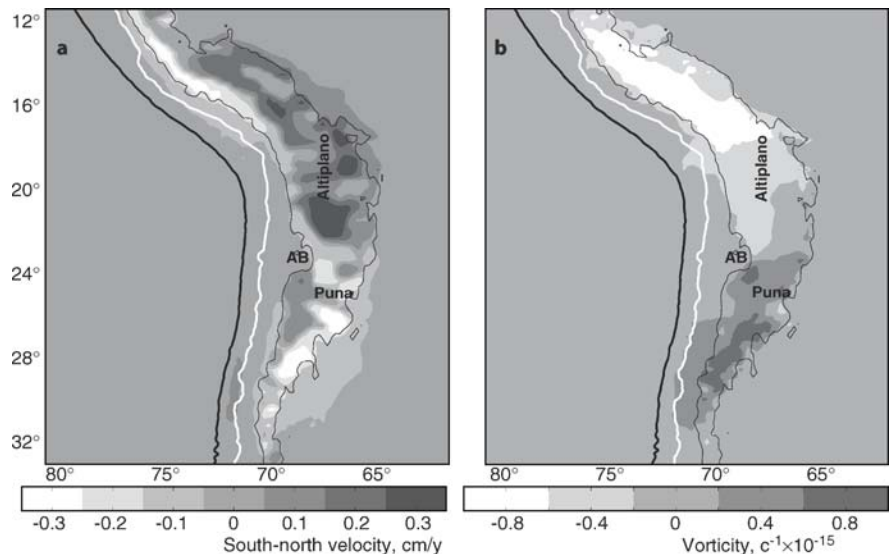 a
b
12°
16°
20°
24°
28°
32°
Altiplano
AB
Puna
Altiplano
AB
Puna
80°
75°
70°
65°
80°
75°
70°
65°
-0.3 -0.2 -0.1 0 0.1 0.2 0.3
South-north velocity, cm/y
-0.8 -0.4 0 0.4 0.8
Vorticity, c⁻¹×10⁻¹⁵